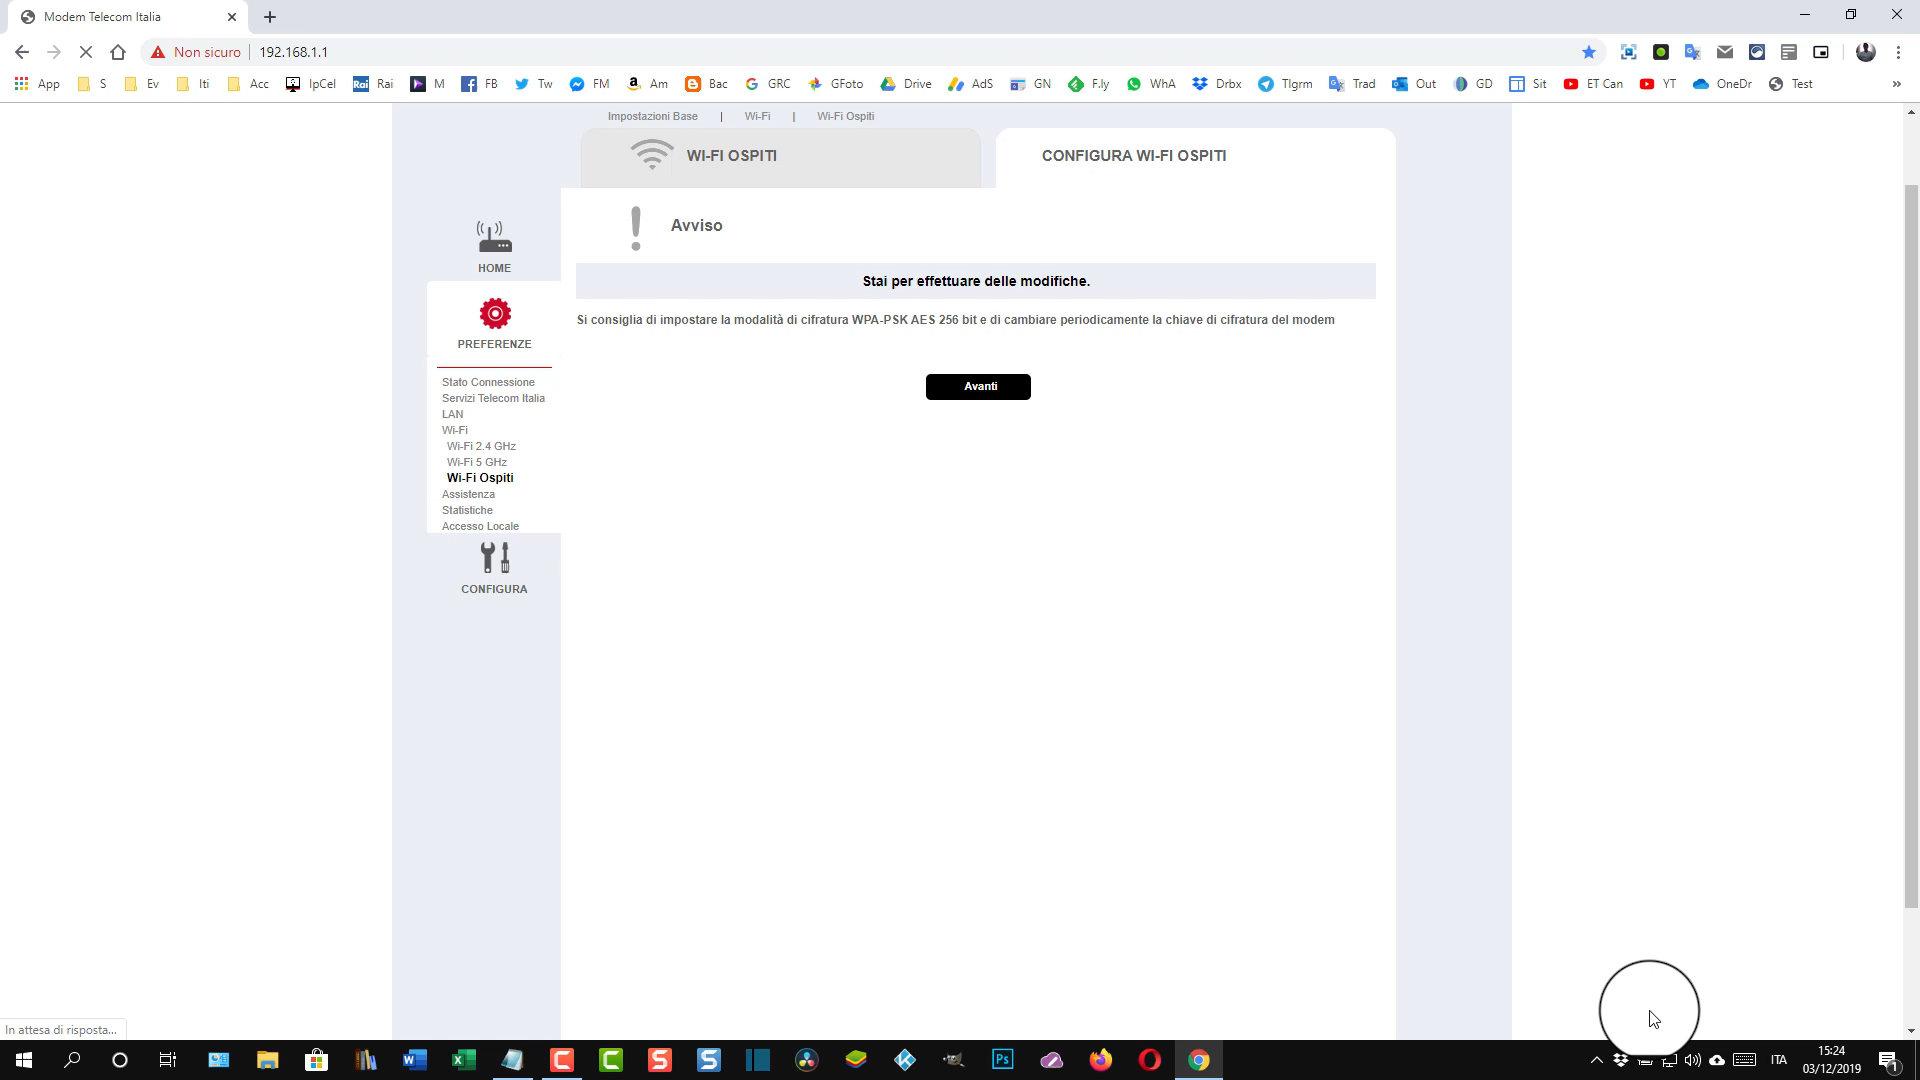 Modem Telecom Italia
Non sicuro
192.168.1.1
App
S
Ev
Iti
Acc
IpCel
Rai
Rai
M
FB
Tw
FM
Am
Bac
GRC
GFoto
Drive
AdS
GN
F.ly
WhA
Drbx
Tlgrm
Trad
Out
GD
Sit
ET Can
YT
OneDr
Test
»
Impostazioni Base | Wi-Fi | Wi-Fi Ospiti
WI-FI OSPITI
CONFIGURA WI-FI OSPITI
Avviso
Stai per effettuare delle modifiche.
Si consiglia di impostare la modalità di cifratura WPA-PSK AES 256 bit e di cambiare periodicamente la chiave di cifratura del modem
Avanti
HOME
PREFERENZE
Stato Connessione
Servizi Telecom Italia
LAN
Wi-Fi
Wi-Fi 2.4 GHz
Wi-Fi 5 GHz
Wi-Fi Ospiti
Assistenza
Statistiche
Accesso Locale
CONFIGURA
In attesa di risposta...
Ps
ITA
15:24
03/12/2019
1